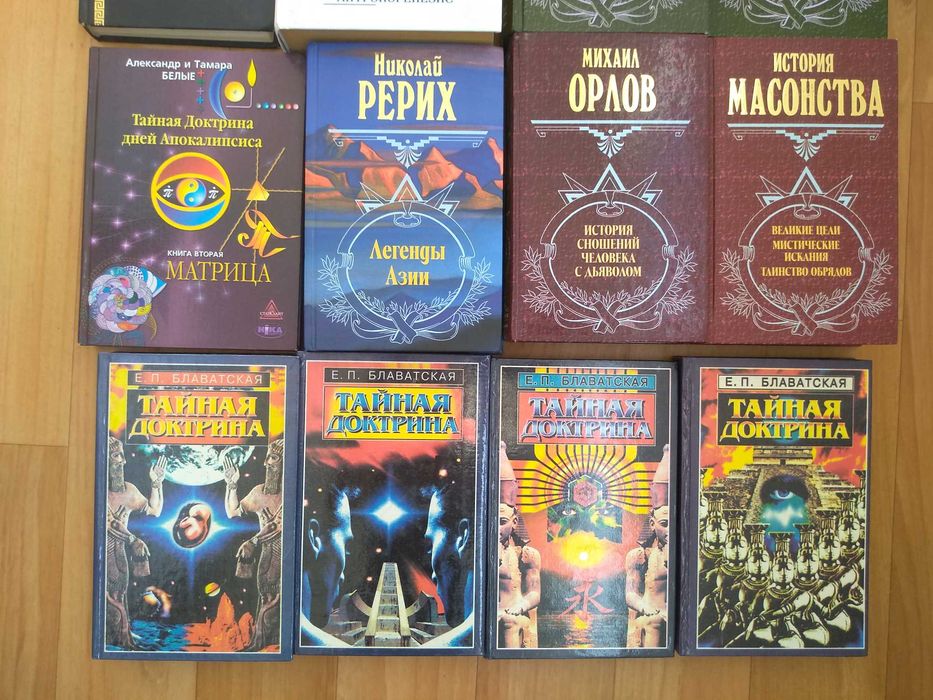 АНТРОПОГЕНЕЗИС
Александр и Тамара
БЕЛЫЕ
Тайная Доктрина
дней Апокалипсиса
КНИГА ВТОРАЯ
МАТРИЦА
НИКА
Николай
РЕРИХ
Легенды
Азии
МИХАИЛ
ОРЛОВ
ИСТОРИЯ
СНОШЕНИЙ
ЧЕЛОВЕКА
С ДЬЯВОЛОМ
ИСТОРИЯ
МАСОНСТВА
ВЕЛИКИЕ ЦЕЛИ
МИСТИЧЕСКИЕ
ИСКАНИЯ
ТАИНСТВО ОБРЯДОВ
Е. П. БЛАВАТСКАЯ
ТАЙНАЯ
ДОКТРИНА
Е. П. БЛАВАТСКАЯ
ТАЙНАЯ
ДОКТРИНА
Е. П. БЛАВАТСКАЯ
ТАЙНАЯ
ДОКТРИНА
Е. П. БЛАВАТСКАЯ
ТАЙНАЯ
ДОКТРИНА